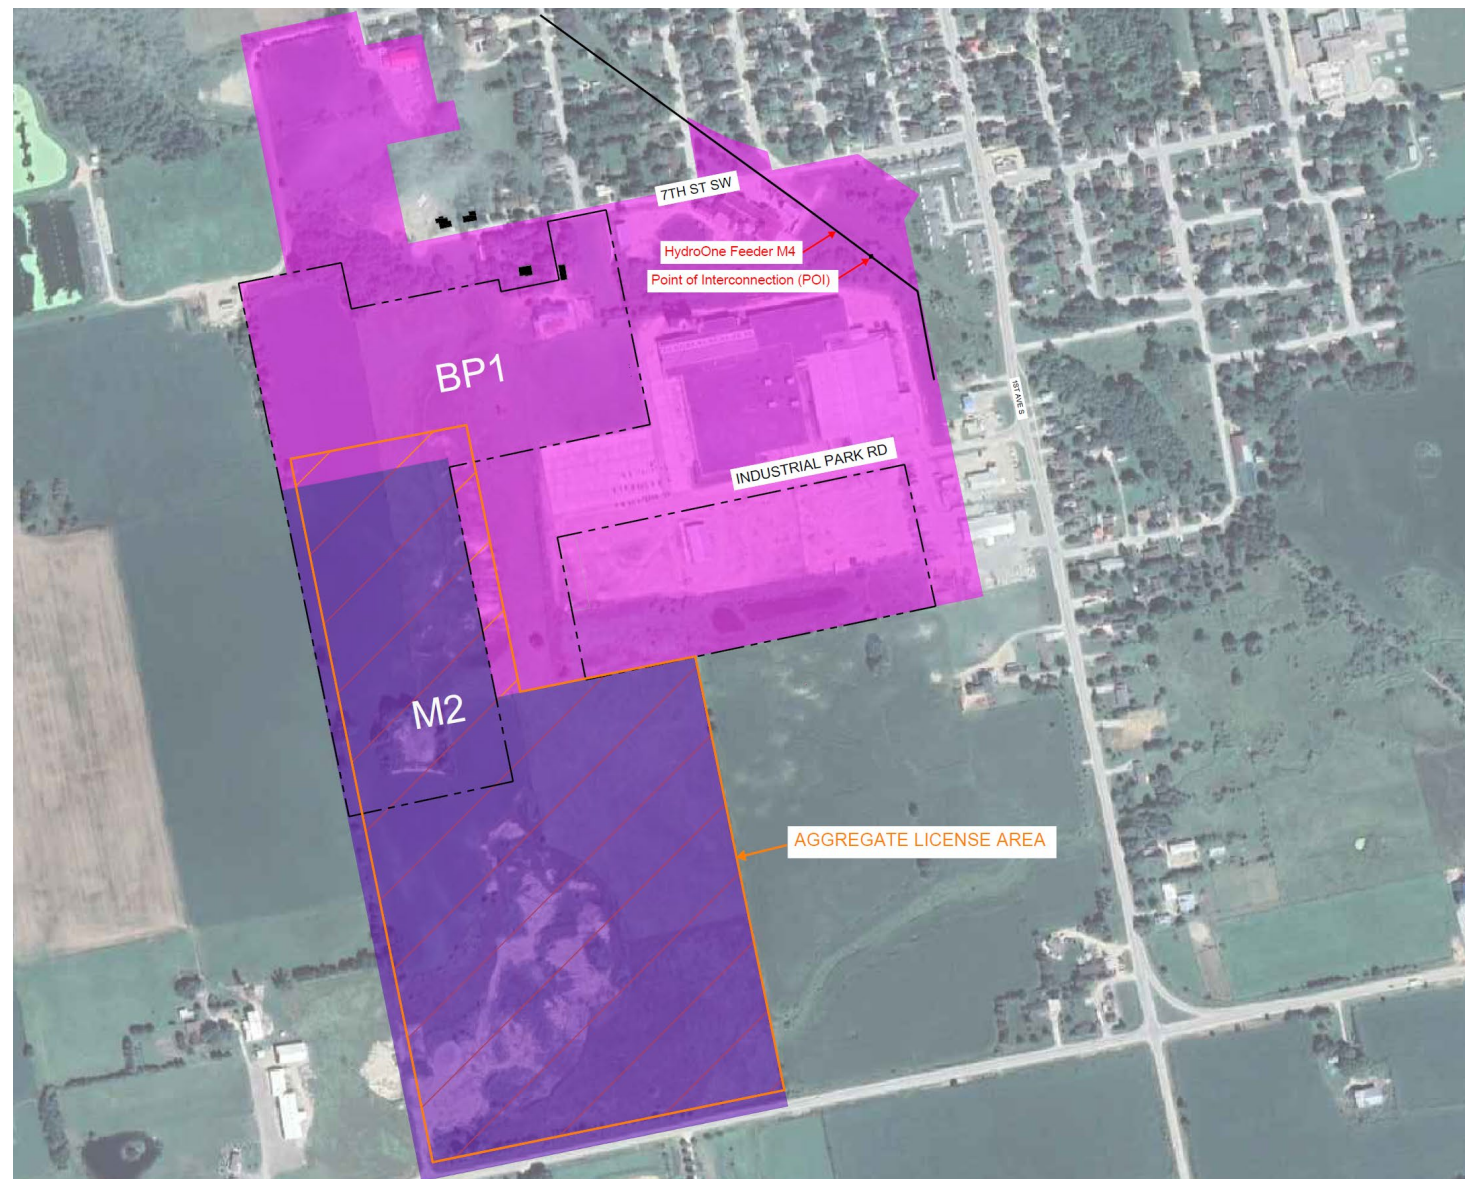 7TH ST SW
HydroOne Feeder M4
Point of Interconnection (POI)
BP1
1ST AVE S
INDUSTRIAL PARK RD
M2
AGGREGATE LICENSE AREA